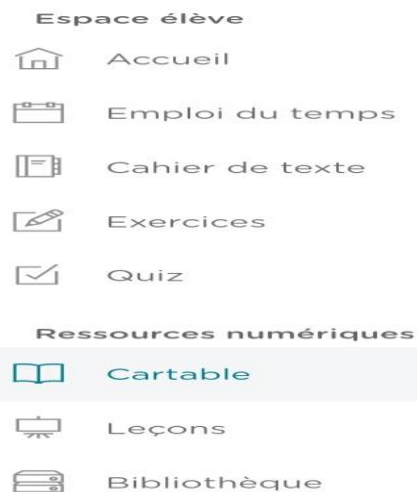 Espace élève
Accueil
Emploi du temps
Cahier de texte
Exercices
Quiz
Ressources numériques
Cartable
Leçons
Bibliothèque